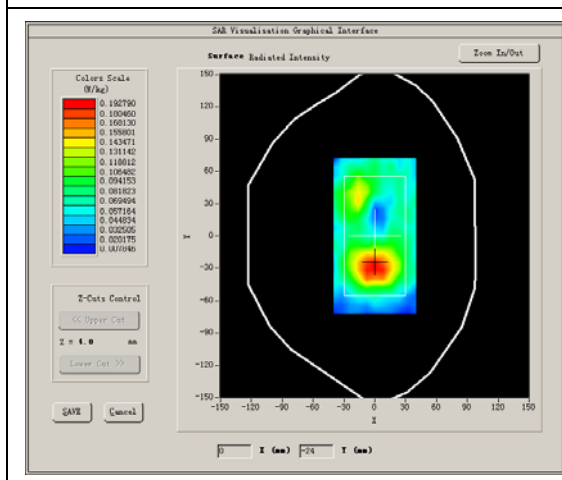 SAR Visualisation Graphical Interface
Surface Radiated Intensity
Zoom In/Out
Colors Scale
(W/kg)
0.192790
0.180460
0.168130
0.155801
0.143471
0.131142
0.118812
0.106482
0.094153
0.081823
0.069494
0.057164
0.044834
0.032505
0.020175
0.007846
150
120
90
60
30
0
-30
-60
-90
-120
-150
Y
-150 -120 -90 -60 -30 0 30 60 90 120 150
X
Z-Cuts Control
<< Upper Cut
Z = 4.0 mm
Lower Cut >>
SAVE Cancel
0 X (mm) -24 Y (mm)